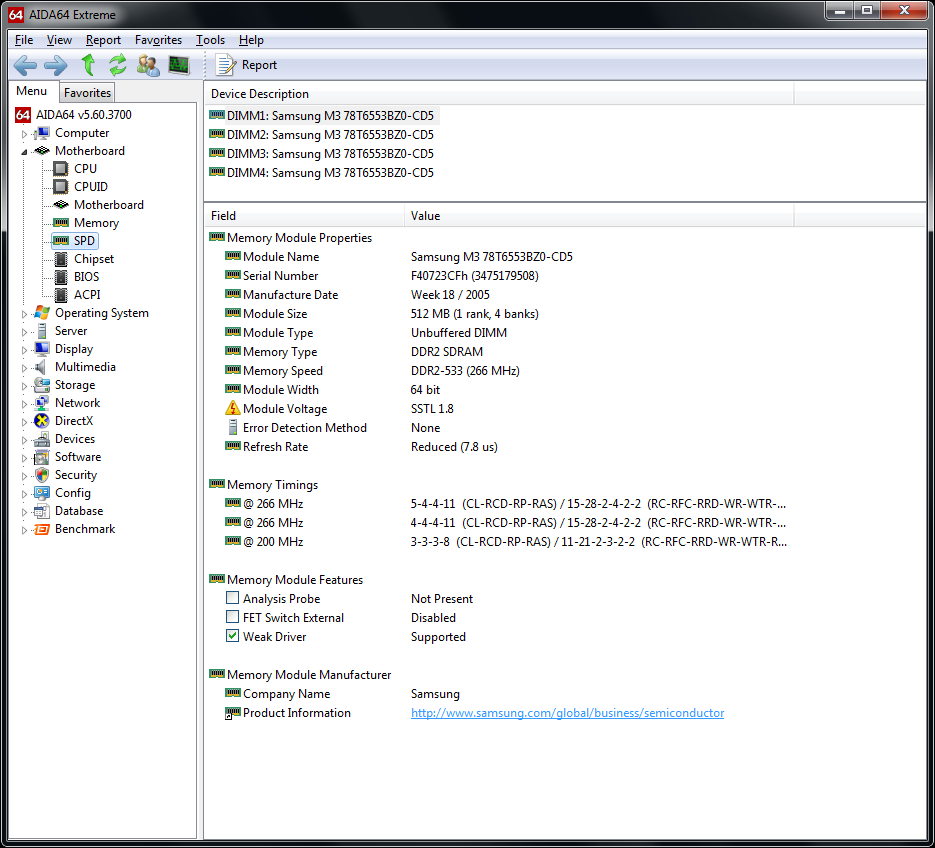 64 AIDA64 Extreme
File View Report Favorites Tools Help
Report
Menu Favorites
64 AIDA64 v5.60.3700
Computer
Motherboard
CPU
CPUID
Motherboard
Memory
SPD
Chipset
BIOS
ACPI
Operating System
Server
Display
Multimedia
Storage
Network
DirectX
Devices
Software
Security
Config
Database
Benchmark
Device Description
DIMM1: Samsung M3 78T6553BZ0-CD5
DIMM2: Samsung M3 78T6553BZ0-CD5
DIMM3: Samsung M3 78T6553BZ0-CD5
DIMM4: Samsung M3 78T6553BZ0-CD5
Field Value
Memory Module Properties
Module Name Samsung M3 78T6553BZ0-CD5
Serial Number F40723CFh (3475179508)
Manufacture Date Week 18 / 2005
Module Size 512 MB (1 rank, 4 banks)
Module Type Unbuffered DIMM
Memory Type DDR2 SDRAM
Memory Speed DDR2-533 (266 MHz)
Module Width 64 bit
Module Voltage SSTL 1.8
Error Detection Method None
Refresh Rate Reduced (7.8 us)
Memory Timings
@ 266 MHz 5-4-4-11 (CL-RCD-RP-RAS) / 15-28-2-4-2-2 (RC-RFC-RRD-WR-WTR-...
@ 266 MHz 4-4-4-11 (CL-RCD-RP-RAS) / 15-28-2-4-2-2 (RC-RFC-RRD-WR-WTR-...
@ 200 MHz 3-3-3-8 (CL-RCD-RP-RAS) / 11-21-2-3-2-2 (RC-RFC-RRD-WR-WTR-R...
Memory Module Features
Analysis Probe Not Present
FET Switch External Disabled
Weak Driver Supported
Memory Module Manufacturer
Company Name Samsung
Product Information http://www.samsung.com/global/business/semiconductor